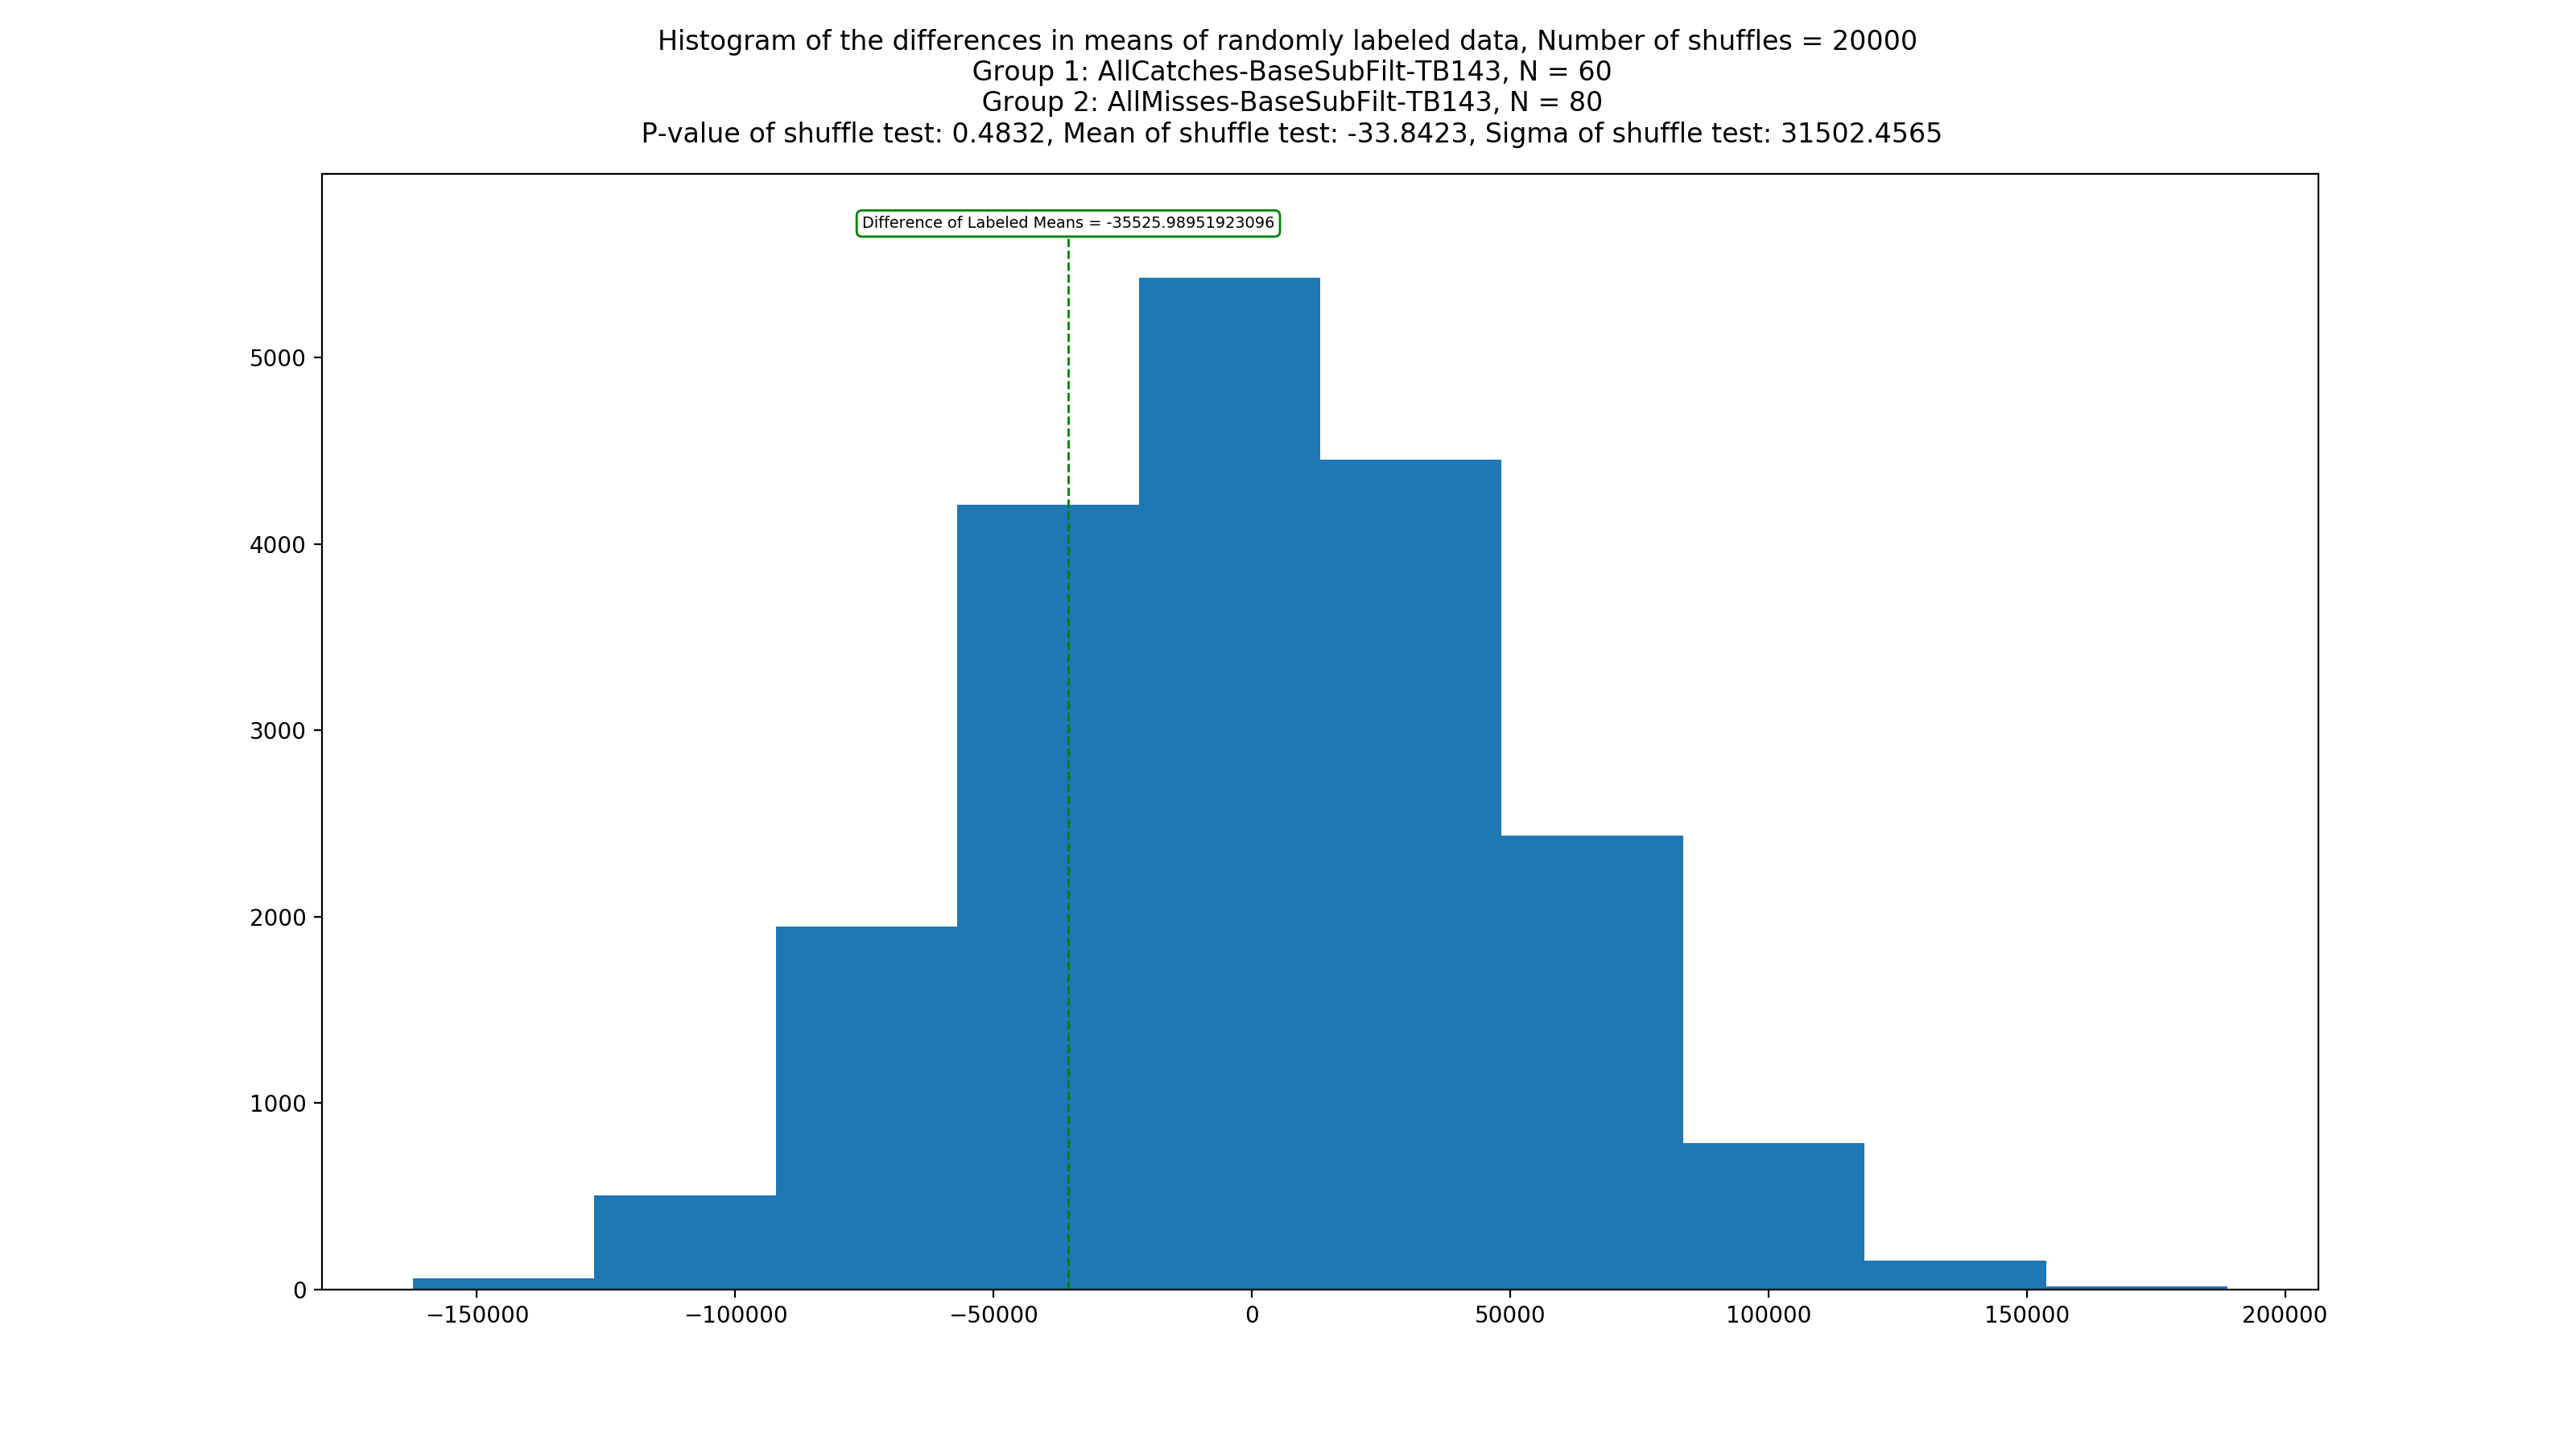 Histogram of the differences in means of randomly labeled data, Number of shuffles = 20000
Group 1: AllCatches-BaseSubFilt-TB143, N = 60
Group 2: AllMisses-BaseSubFilt-TB143, N = 80
P-value of shuffle test: 0.4832, Mean of shuffle test: -33.8423, Sigma of shuffle test: 31502.4565
Difference of Labeled Means = -35525.98951923096
5000
4000
3000
2000
1000
0
−150000
−100000
−50000
0
50000
100000
150000
200000